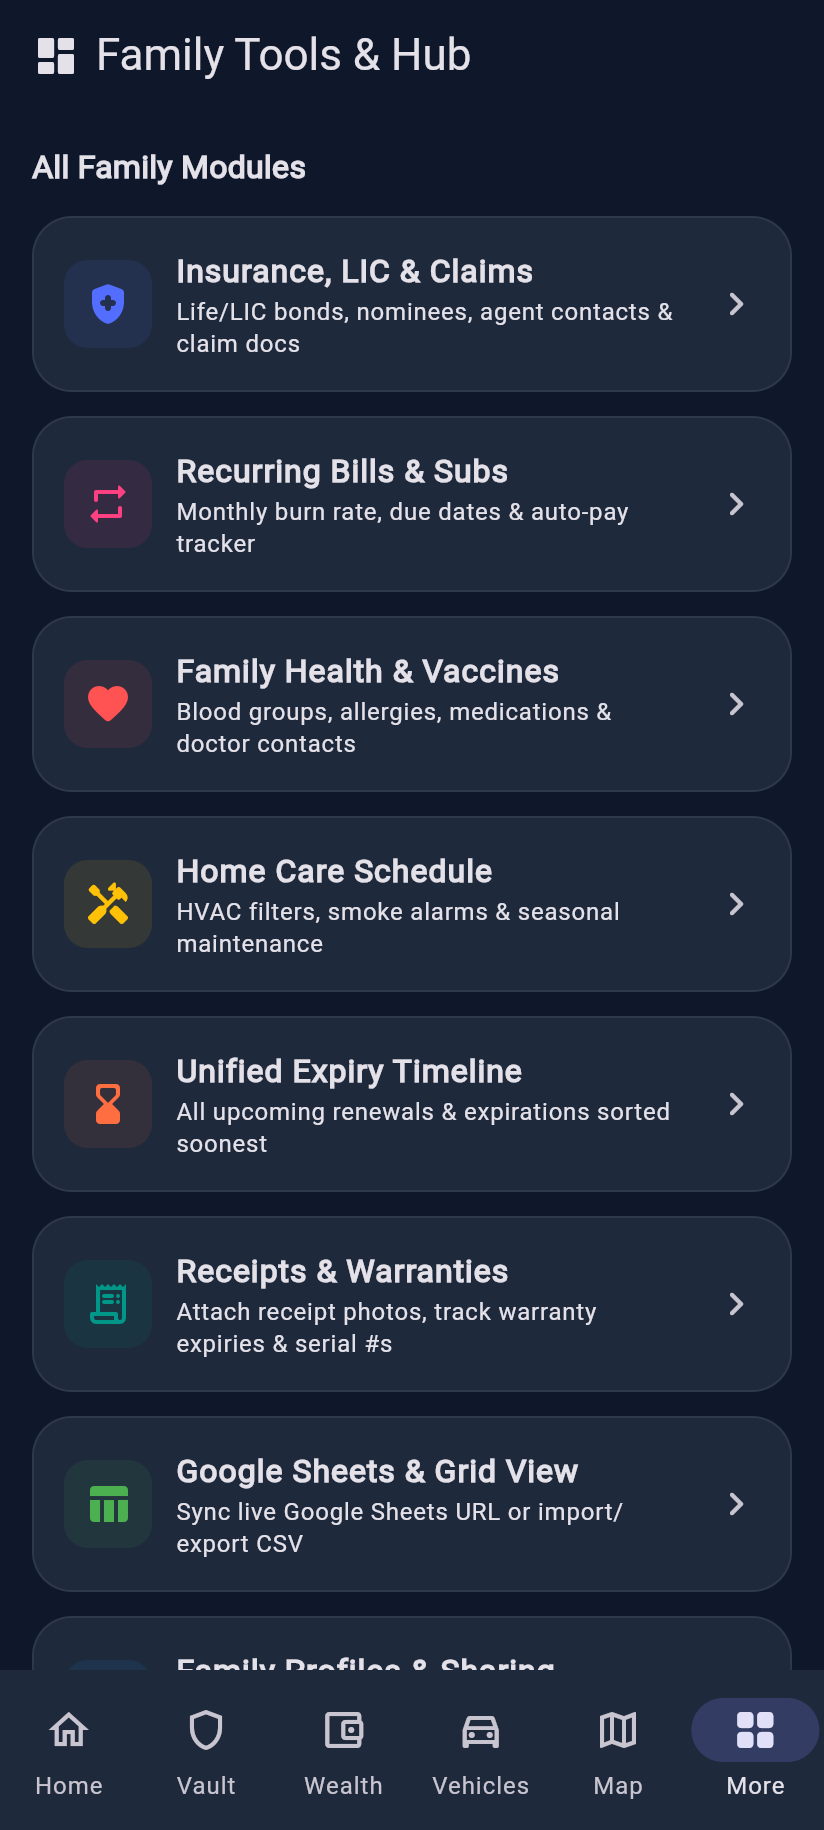 Family Tools & Hub
All Family Modules
Insurance, LIC & Claims
Life/LIC bonds, nominees, agent contacts &
claim docs
Recurring Bills & Subs
Monthly burn rate, due dates & auto-pay
tracker
Family Health & Vaccines
Blood groups, allergies, medications &
doctor contacts
Home Care Schedule
HVAC filters, smoke alarms & seasonal
maintenance
Unified Expiry Timeline
All upcoming renewals & expirations sorted
soonest
Receipts & Warranties
Attach receipt photos, track warranty
expiries & serial #s
Google Sheets & Grid View
Sync live Google Sheets URL or import/
export CSV
Family Profiles & Sharing
Home
Vault
Wealth
Vehicles
Map
More